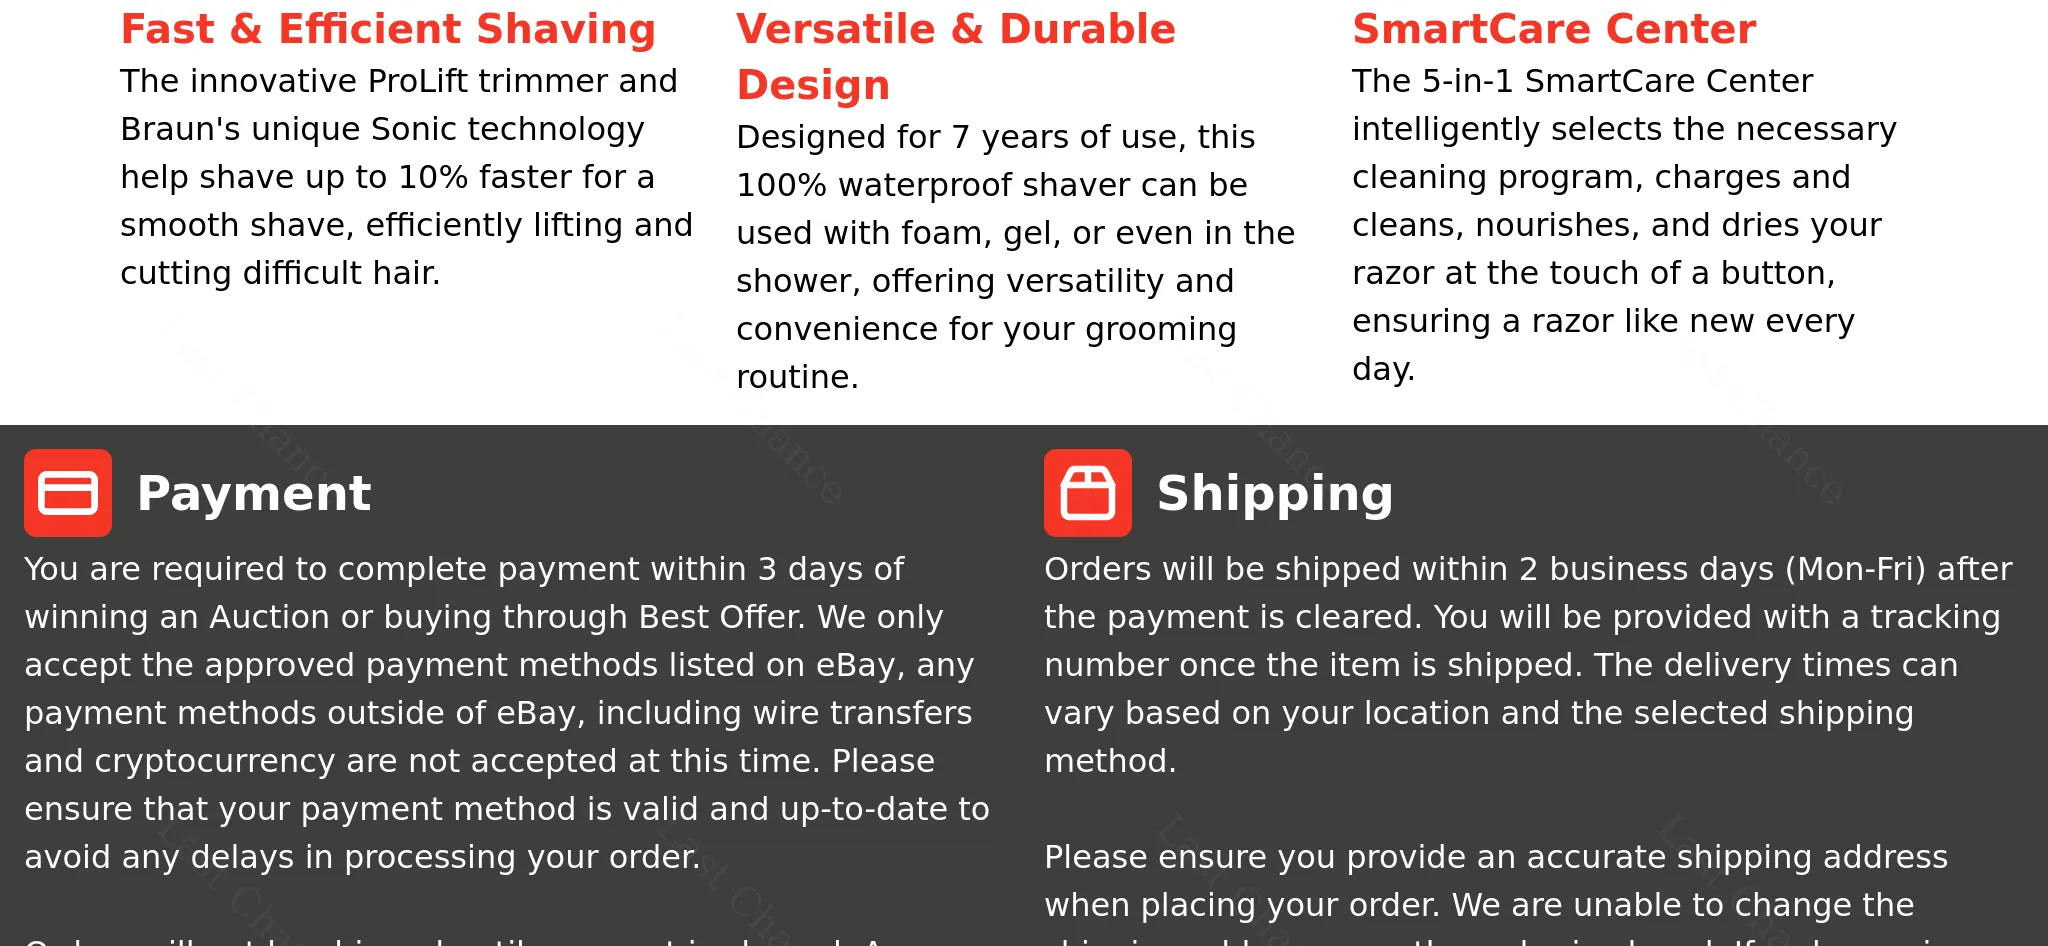 Fast & Efficient Shaving
The innovative ProLift trimmer and
Braun's unique Sonic technology
help shave up to 10% faster for a
smooth shave, efficiently lifting and
cutting difficult hair.
Versatile & Durable
Design
Designed for 7 years of use, this
100% waterproof shaver can be
used with foam, gel, or even in the
shower, offering versatility and
convenience for your grooming
routine.
SmartCare Center
The 5-in-1 SmartCare Center
intelligently selects the necessary
cleaning program, charges and
cleans, nourishes, and dries your
razor at the touch of a button,
ensuring a razor like new every
day.
Payment
You are required to complete payment within 3 days of
winning an Auction or buying through Best Offer. We only
accept the approved payment methods listed on eBay, any
payment methods outside of eBay, including wire transfers
and cryptocurrency are not accepted at this time. Please
ensure that your payment method is valid and up-to-date to
avoid any delays in processing your order.
Shipping
Orders will be shipped within 2 business days (Mon-Fri) after
the payment is cleared. You will be provided with a tracking
number once the item is shipped. The delivery times can
vary based on your location and the selected shipping
method.
Please ensure you provide an accurate shipping address
when placing your order. We are unable to change the